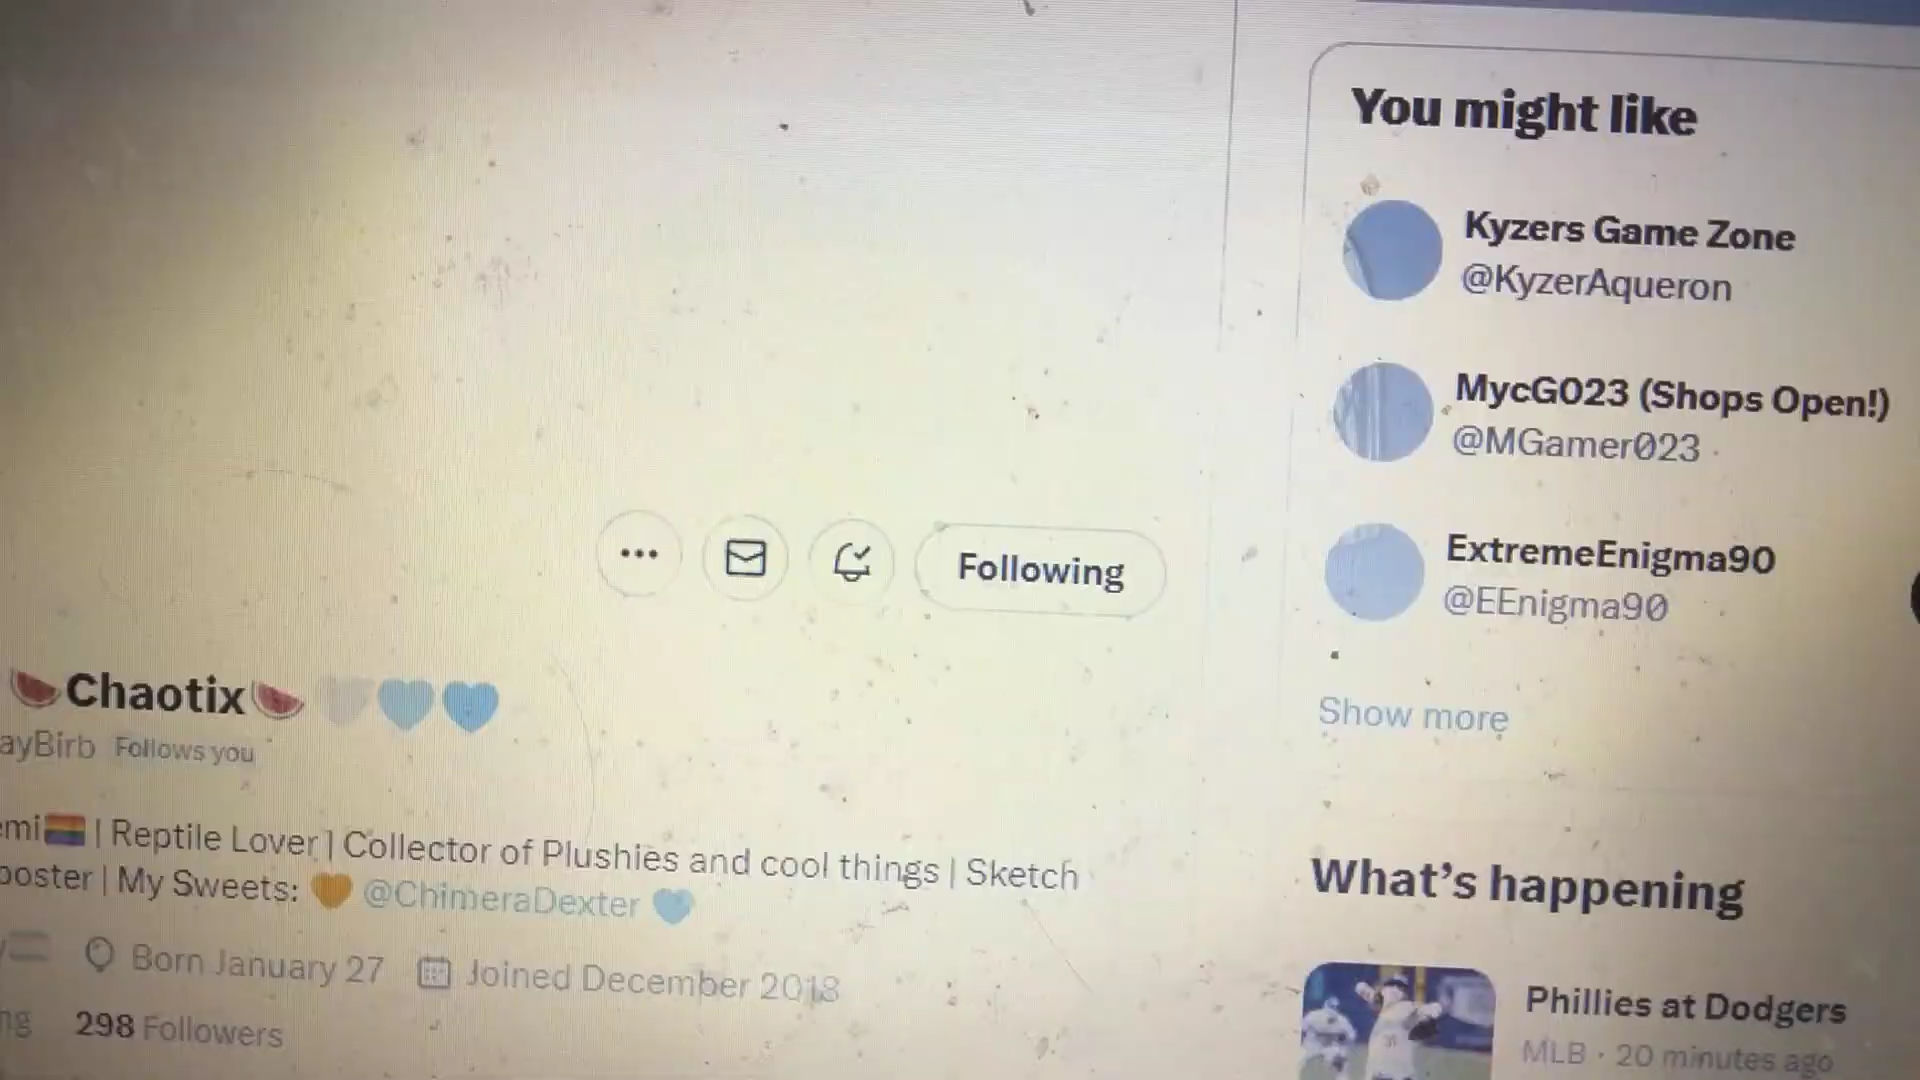 You might like
Kyzers Game Zone
@KyzerAqueron
MycG023 (Shops Open!)
@MGamer023
ExtremeEnigma90
@EEnigma90
Show more
Following
Chaotix
ayBirb Follows you
emi | Reptile Lover | Collector of Plushies and cool things | Sketch
poster | My Sweets: @ChimeraDexter
Born January 27 Joined December 2018
ng 298 Followers
What's happening
Phillies at Dodgers
MLB · 20 minutes ago